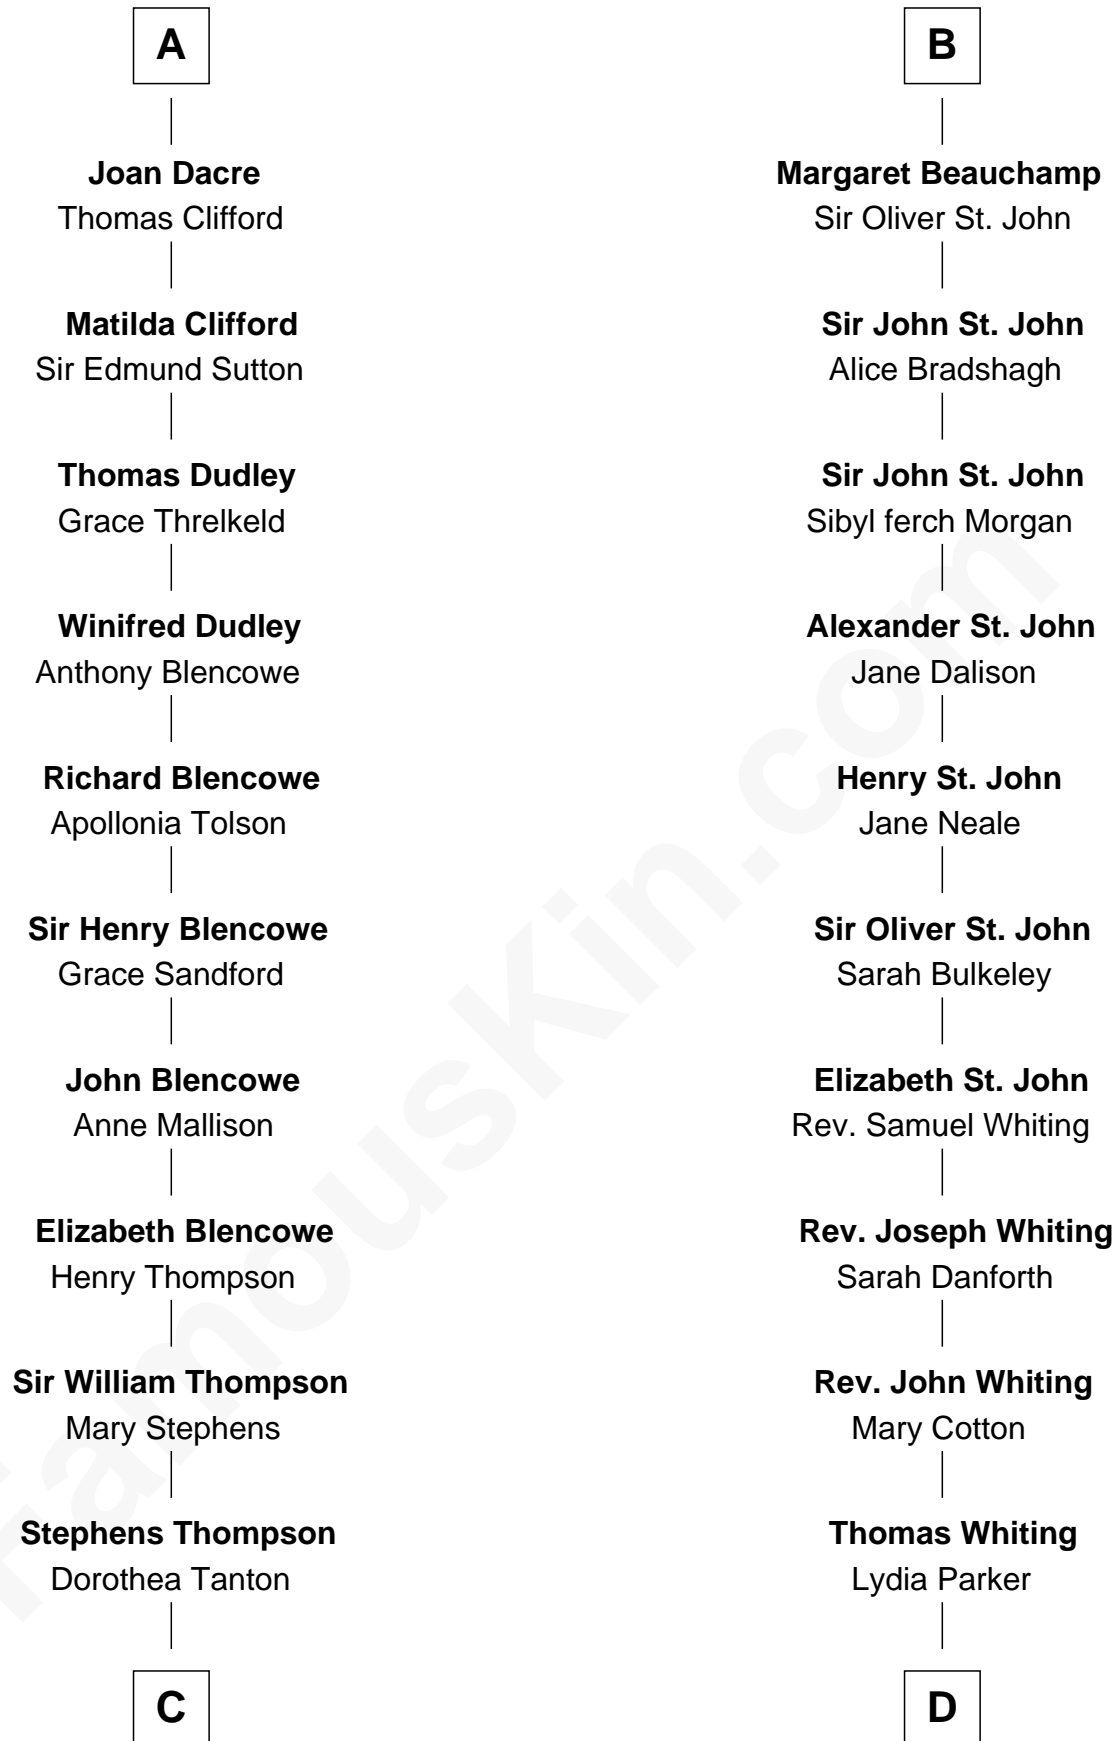 A
Joan Dacre
Thomas Clifford
Matilda Clifford
Sir Edmund Sutton
Thomas Dudley
Grace Threlkeld
Winifred Dudley
Anthony Blencowe
Richard Blencowe
Apollonia Tolson
Sir Henry Blencowe
Grace Sandford
John Blencowe
Anne Mallison
Elizabeth Blencowe
Henry Thompson
Sir William Thompson
Mary Stephens
Stephens Thompson
Dorothea Tanton
C
B
Margaret Beauchamp
Sir Oliver St. John
Sir John St. John
Alice Bradshagh
Sir John St. John
Sibyl ferch Morgan
Alexander St. John
Jane Dalison
Henry St. John
Jane Neale
Sir Oliver St. John
Sarah Bulkeley
Elizabeth St. John
Rev. Samuel Whiting
Rev. Joseph Whiting
Sarah Danforth
Rev. John Whiting
Mary Cotton
Thomas Whiting
Lydia Parker
D
FamousKin.com